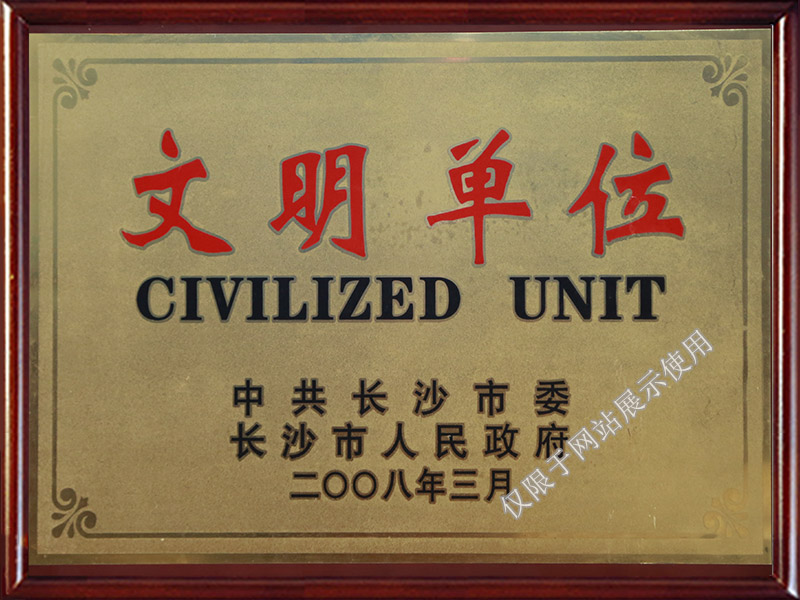 文明单位
CIVILIZED UNIT
中共长沙市委
长沙市人民政府
二〇〇八年三月
仅限于网站展示使用